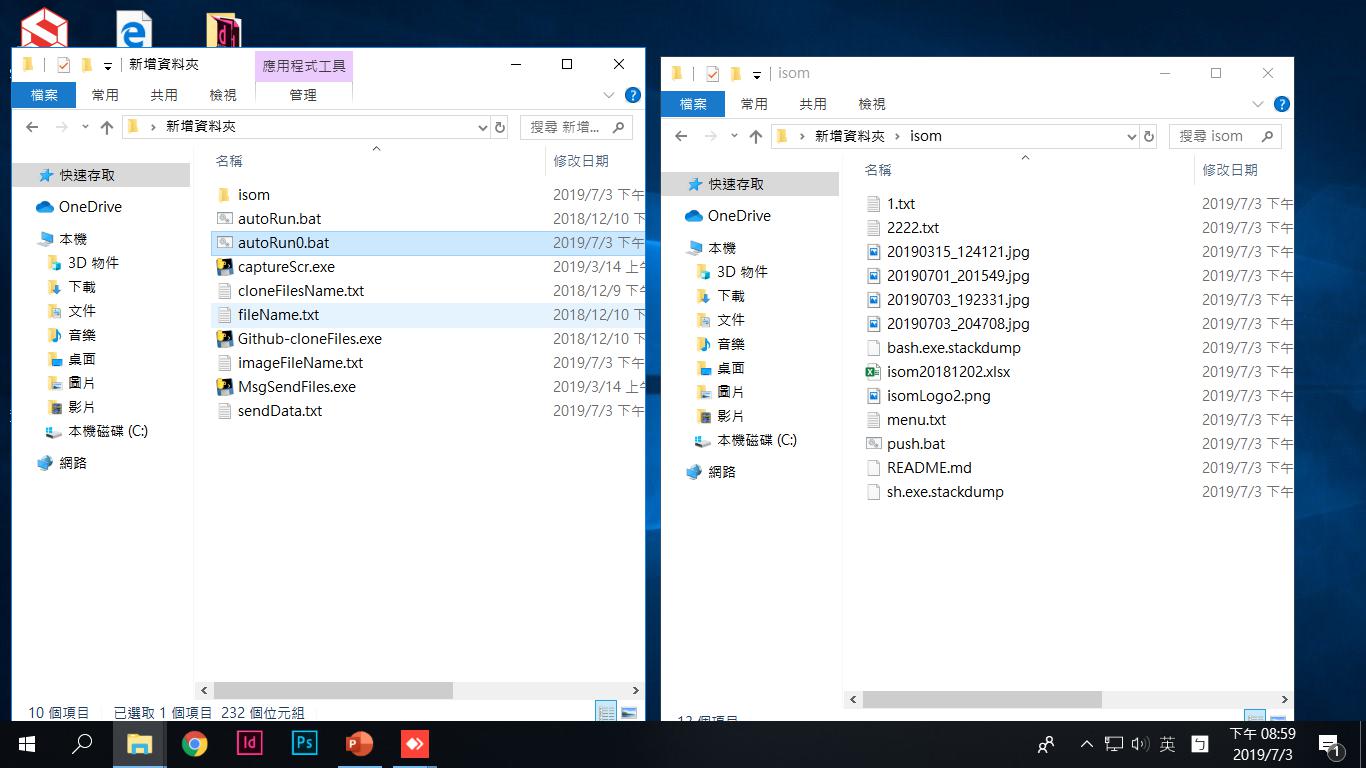 新增資料夾
應用程式工具
檔案
常用
共用
檢視
管理
新增資料夾
搜尋 新增...
名稱
修改日期
快速存取
OneDrive
本機
3D 物件
下載
文件
音樂
桌面
圖片
影片
本機磁碟 (C:)
網路
isom 2019/7/3 下午
autoRun.bat 2018/12/10 下
autoRun0.bat 2019/7/3 下午
captureScr.exe 2019/3/14 上午
cloneFilesName.txt 2018/12/9 下午
fileName.txt 2018/12/10 下
Github-cloneFiles.exe 2018/12/10 下
imageFileName.txt 2019/7/3 下午
MsgSendFiles.exe 2019/3/14 上午
sendData.txt 2019/7/3 下午
10 個項目 已選取 1 個項目 232 個位元組
isom
檔案
常用
共用
檢視
新增資料夾 isom
搜尋 isom
名稱
修改日期
快速存取
OneDrive
本機
3D 物件
下載
文件
音樂
桌面
圖片
影片
本機磁碟 (C:)
網路
1.txt 2019/7/3 下午
2222.txt 2019/7/3 下午
20190315_124121.jpg 2019/7/3 下午
20190701_201549.jpg 2019/7/3 下午
20190703_192331.jpg 2019/7/3 下午
20190703_204708.jpg 2019/7/3 下午
bash.exe.stackdump 2019/7/3 下午
isom20181202.xlsx 2019/7/3 下午
isomLogo2.png 2019/7/3 下午
menu.txt 2019/7/3 下午
push.bat 2019/7/3 下午
README.md 2019/7/3 下午
sh.exe.stackdump 2019/7/3 下午
Id
Ps
P
英
ㄅ
下午 08:59
2019/7/3
1